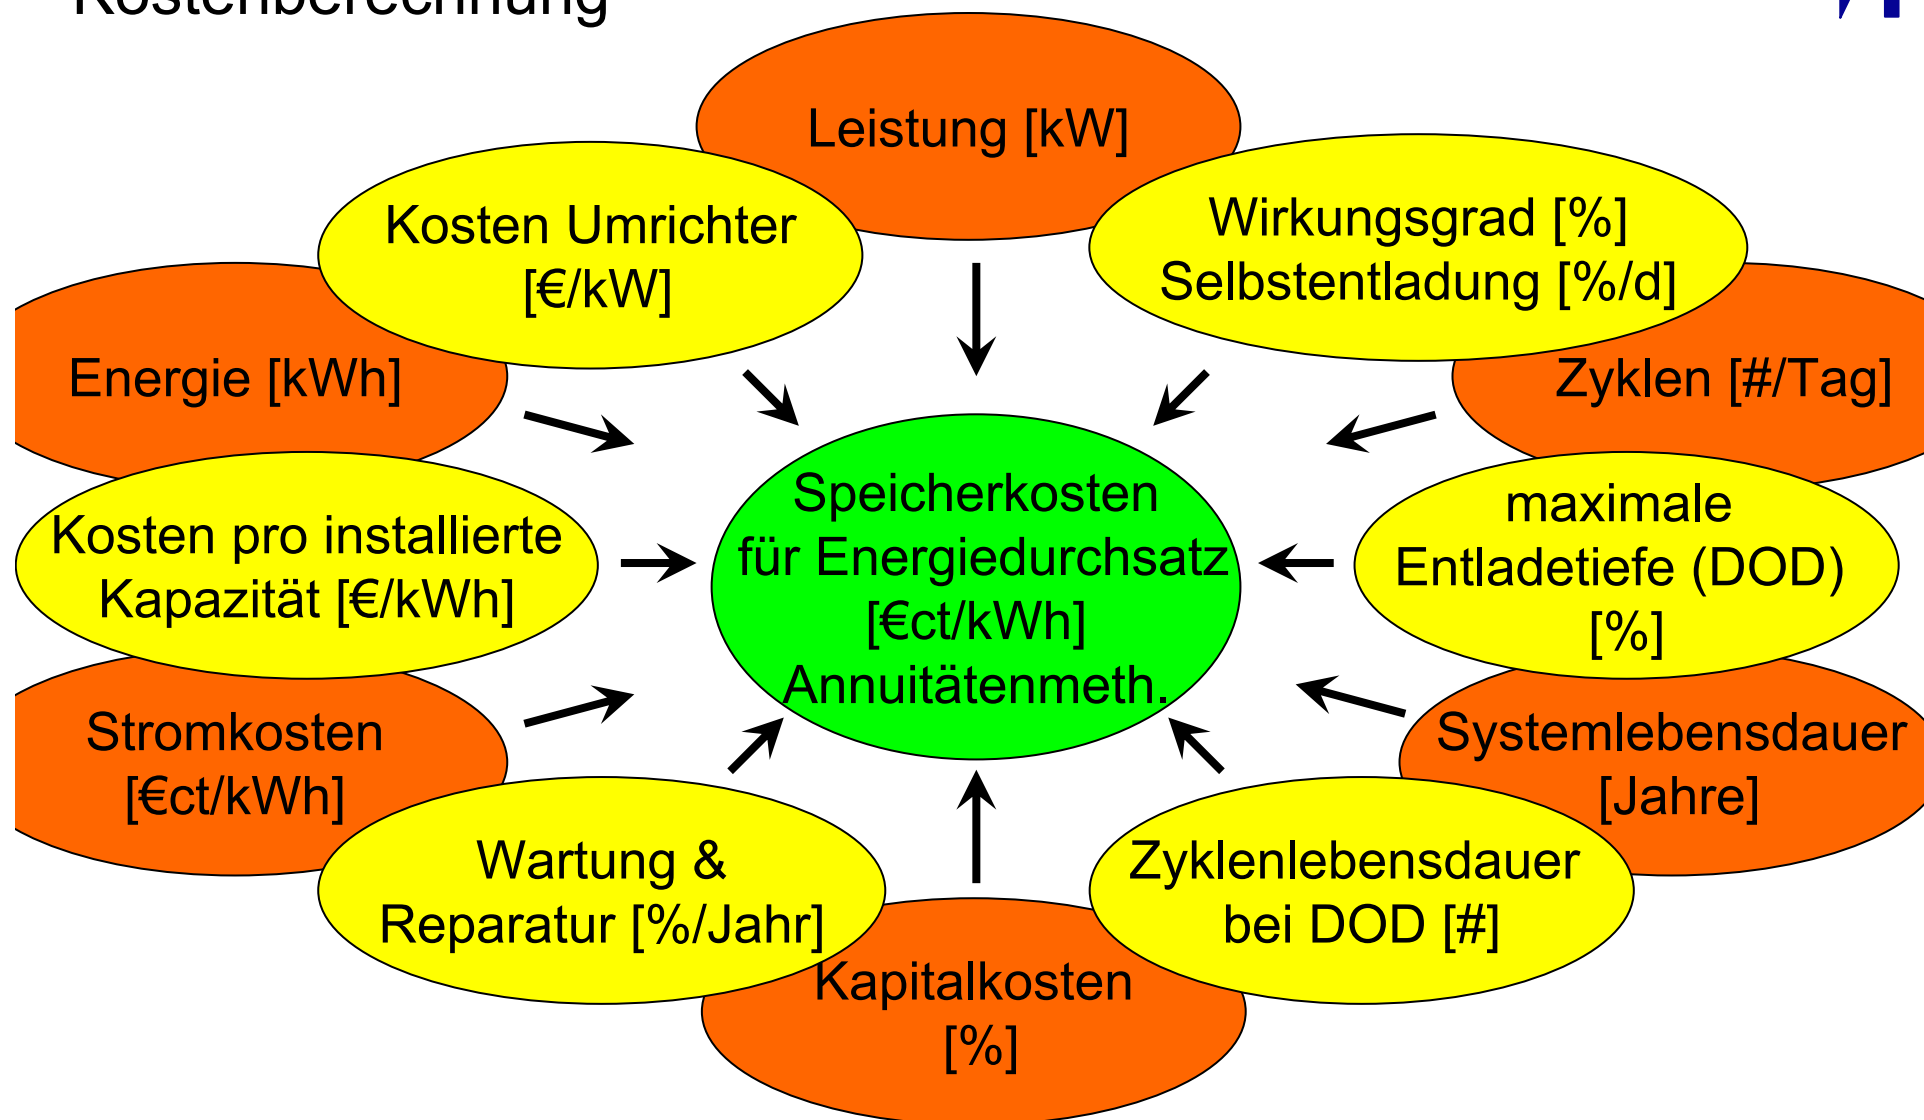 Kostenberechnung
Leistung [kW]
Kosten Umrichter
[€/kW]
Wirkungsgrad [%]
Selbstentladung [%/d]
Energie [kWh]
Zyklen [#/Tag]
Kosten pro installierte
Kapazität [€/kWh]
Speicherkosten
für Energiedurchsatz
[€ct/kWh]
Annuitätenmeth.
maximale
Entladetiefe (DOD)
[%]
Stromkosten
[€ct/kWh]
Systemlebensdauer
[Jahre]
Wartung &
Reparatur [%/Jahr]
Zyklenlebensdauer
bei DOD [#]
Kapitalkosten
[%]